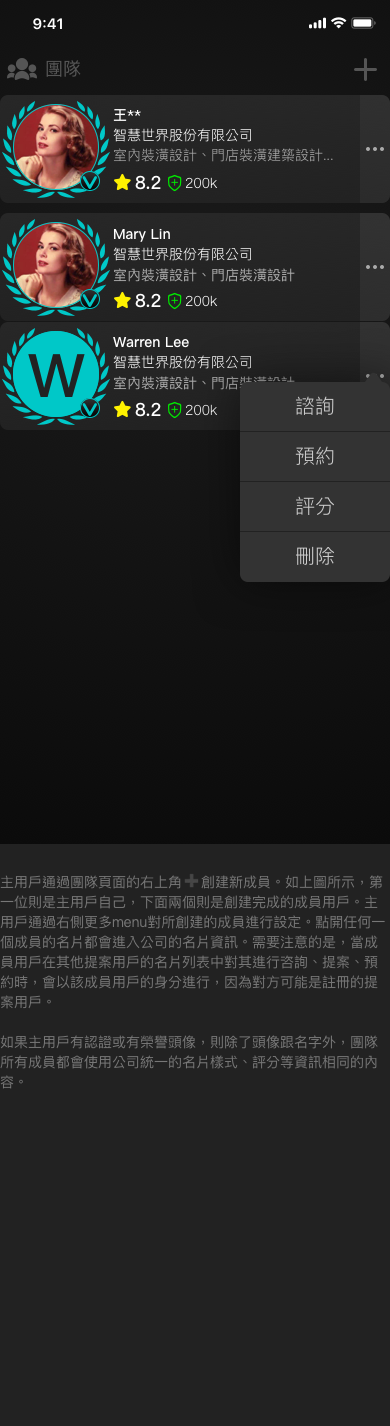 9:41
團隊
王**
智慧世界股份有限公司
室內裝潢設計、門店裝潢建築設計...
8.2 200k
Mary Lin
智慧世界股份有限公司
室內裝潢設計、門店裝潢設計
8.2 200k
W
Warren Lee
智慧世界股份有限公司
室內裝潢設計、門店裝潢設計
8.2 200k
諮詢
預約
評分
刪除
主用戶通過團隊頁面的右上角➕創建新成員。如上圖所示，第
一位則是主用戶自己，下面兩個則是創建完成的成員用戶。主
用戶通過右側更多menu對所創建的成員進行設定。點開任何一
個成員的名片都會進入公司的名片資訊。需要注意的是，當成
員用戶在其他提案用戶的名片列表中對其進行咨詢、提案、預
約時，會以該成員用戶的身分進行，因為對方可能是註冊的提
案用戶。
如果主用戶有認證或有榮譽頭像，則除了頭像跟名字外，團隊
所有成員都會使用公司統一的名片樣式、評分等資訊相同的內
容。